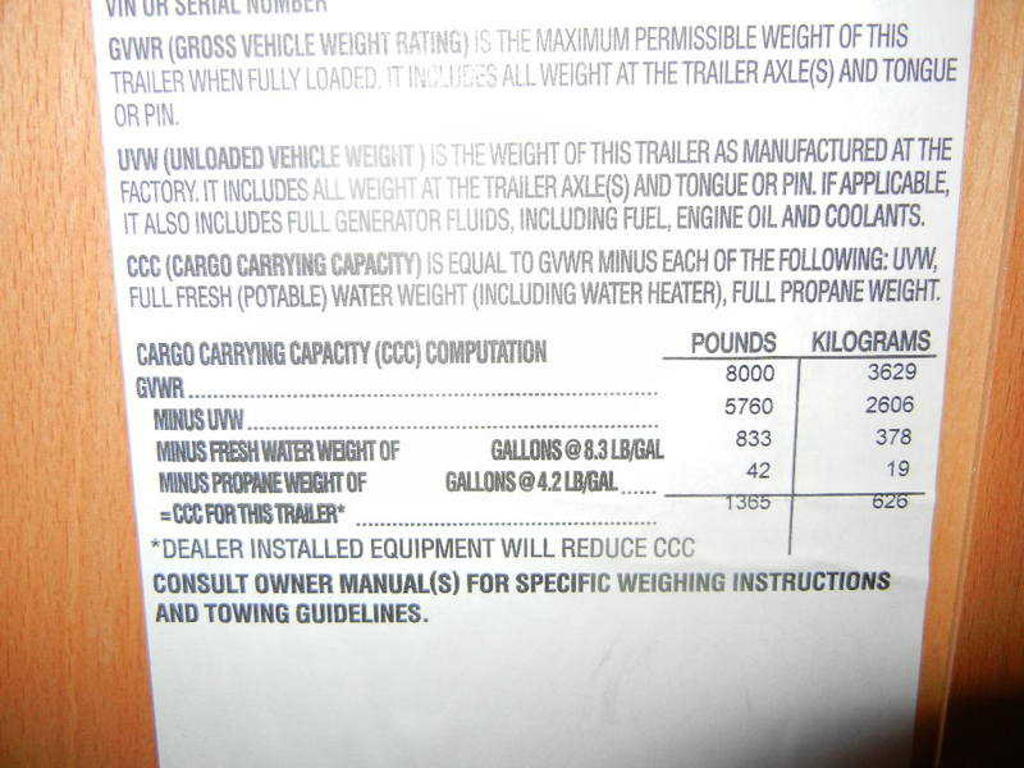 VIN OR SERIAL NUMBER
GVWR (GROSS VEHICLE WEIGHT RATING) IS THE MAXIMUM PERMISSIBLE WEIGHT OF THIS
TRAILER WHEN FULLY LOADED. IT INCLUDES ALL WEIGHT AT THE TRAILER AXLE(S) AND TONGUE
OR PIN.
UVW (UNLOADED VEHICLE WEIGHT ) IS THE WEIGHT OF THIS TRAILER AS MANUFACTURED AT THE
FACTORY. IT INCLUDES ALL WEIGHT AT THE TRAILER AXLE(S) AND TONGUE OR PIN. IF APPLICABLE,
IT ALSO INCLUDES FULL GENERATOR FLUIDS, INCLUDING FUEL, ENGINE OIL AND COOLANTS.
CCC (CARGO CARRYING CAPACITY) IS EQUAL TO GVWR MINUS EACH OF THE FOLLOWING: UVW,
FULL FRESH (POTABLE) WATER WEIGHT (INCLUDING WATER HEATER), FULL PROPANE WEIGHT.
CARGO CARRYING CAPACITY (CCC) COMPUTATION POUNDS KILOGRAMS
GVWR 8000 3629
MINUS UVW 5760 2606
MINUS FRESH WATER WEIGHT OF GALLONS @ 8.3 LB/GAL 833 378
MINUS PROPANE WEIGHT OF GALLONS @ 4.2 LB/GAL 42 19
= CCC FOR THIS TRAILER* 1365 626
*DEALER INSTALLED EQUIPMENT WILL REDUCE CCC
CONSULT OWNER MANUAL(S) FOR SPECIFIC WEIGHING INSTRUCTIONS
AND TOWING GUIDELINES.